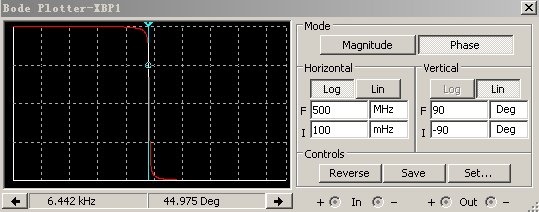 Bode Plotter-XBP1
Mode
Magnitude Phase
Horizontal Vertical
Log Lin Log Lin
F 500 MHz F 90 Deg
I 100 mHz I -90 Deg
Controls
Reverse Save Set...
6.442 kHz 44.975 Deg + In − + Out −